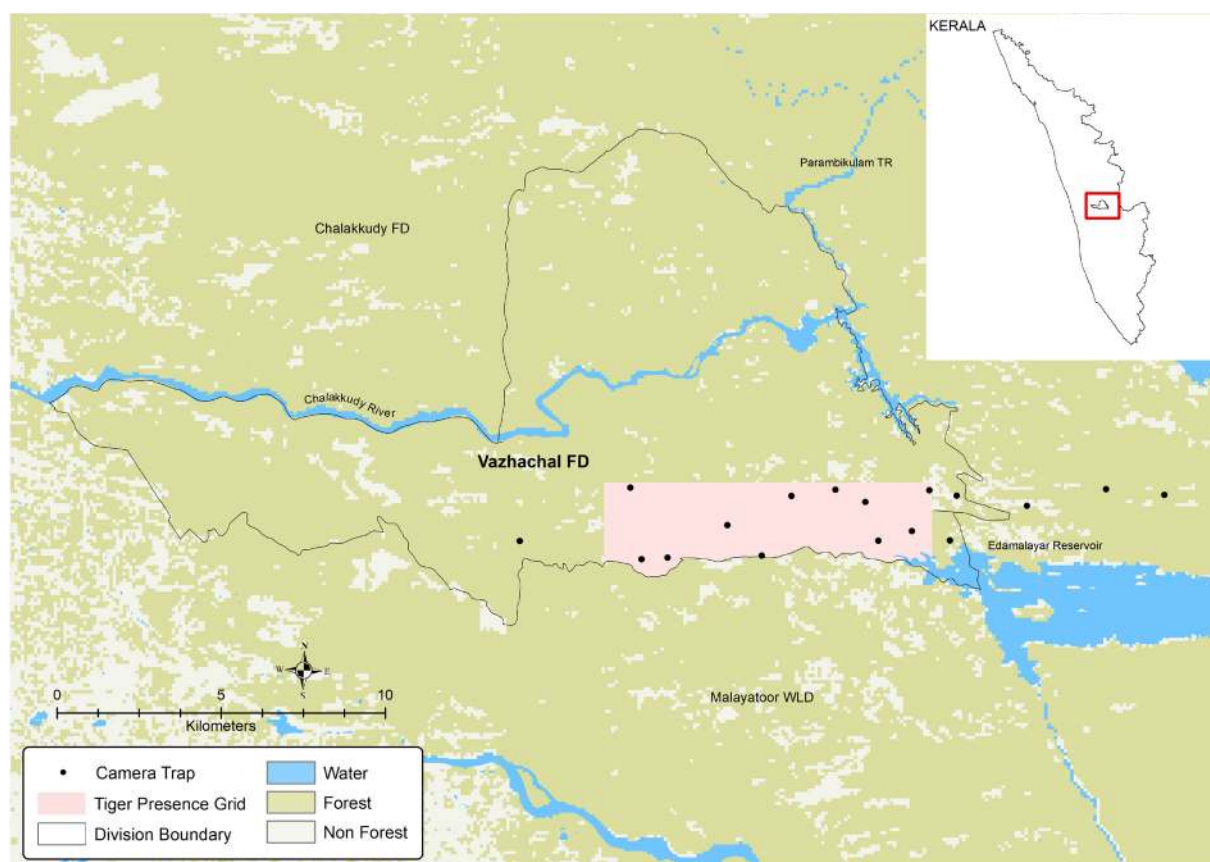 KERALA
Parambikulam TR
Chalakkudy FD
Chalakkudy River
Vazhachal FD
Edamalayar Reservoir
Malayatoor WLD
N
W E
S
0 5 10
Kilometers
Camera Trap
Tiger Presence Grid
Division Boundary
Water
Forest
Non Forest